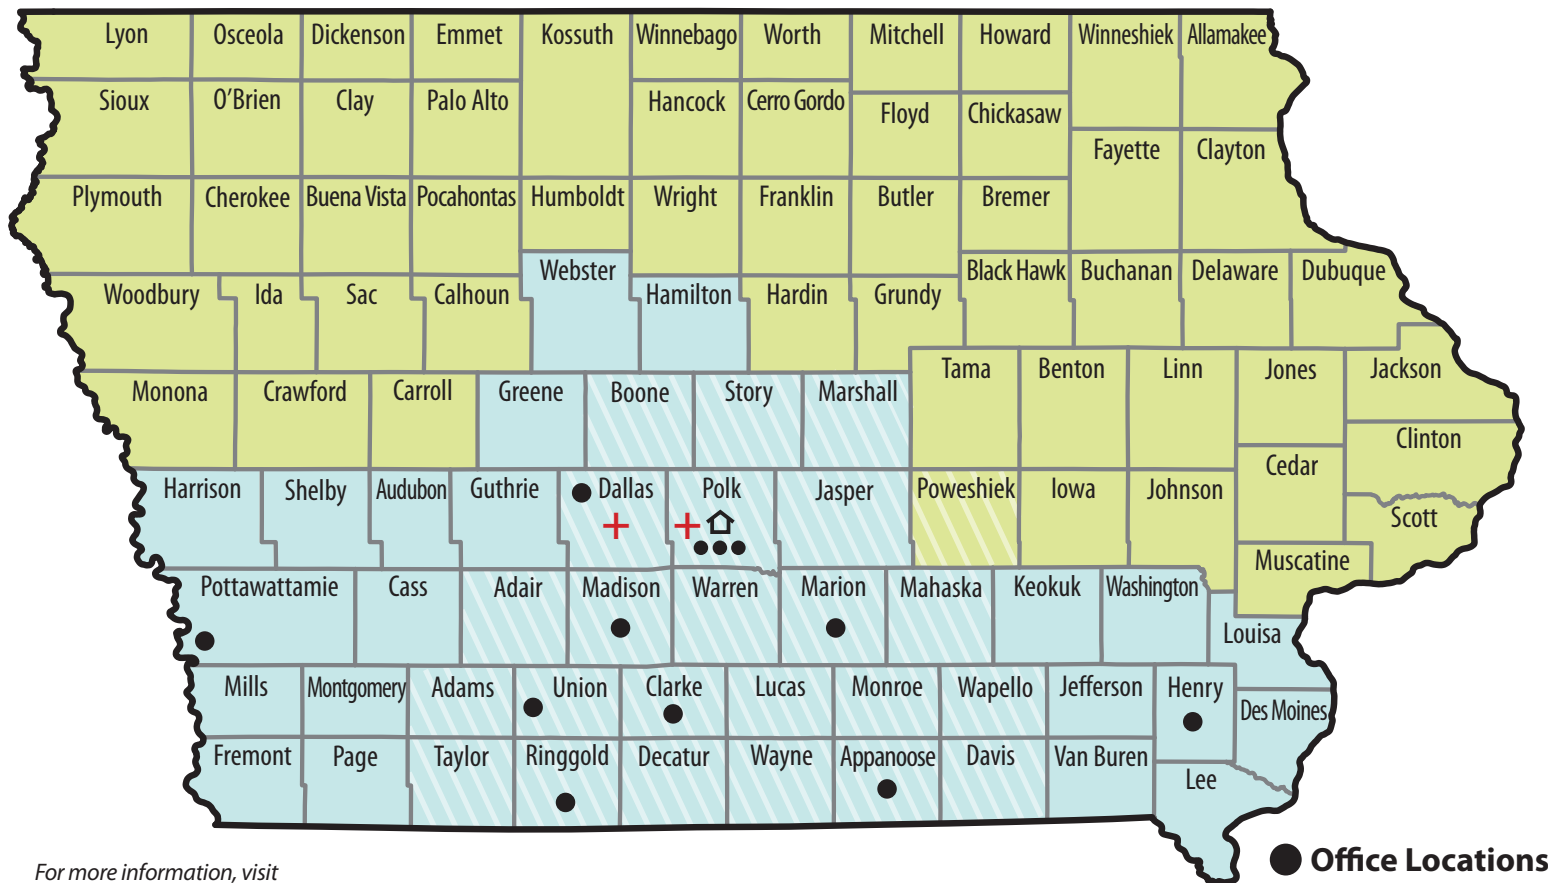 Lyon Osceola Dickenson Emmet Kossuth Winnebago Worth Mitchell Howard Winneshiek Allamakee
Sioux O'Brien Clay Palo Alto Hancock Cerro Gordo Floyd Chickasaw
Fayette Clayton
Plymouth Cherokee Buena Vista Pocahontas Humboldt Wright Franklin Butler Bremer
Webster Black Hawk Buchanan Delaware Dubuque
Woodbury Ida Sac Calhoun Hamilton Hardin Grundy
Monona Crawford Carroll Greene Boone Story Marshall Tama Benton Linn Jones Jackson
Clinton
Harrison Shelby Audubon Guthrie Dallas Polk Jasper Poweshiek Iowa Johnson Cedar
Scott
Muscatine
Pottawattamie Cass Adair Madison Warren Marion Mahaska Keokuk Washington
Louisa
Mills Montgomery Adams Union Clarke Lucas Monroe Wapello Jefferson Henry
Des Moines
Fremont Page Taylor Ringgold Decatur Wayne Appanoose Davis Van Buren
Lee
Office Locations
For more information, visit